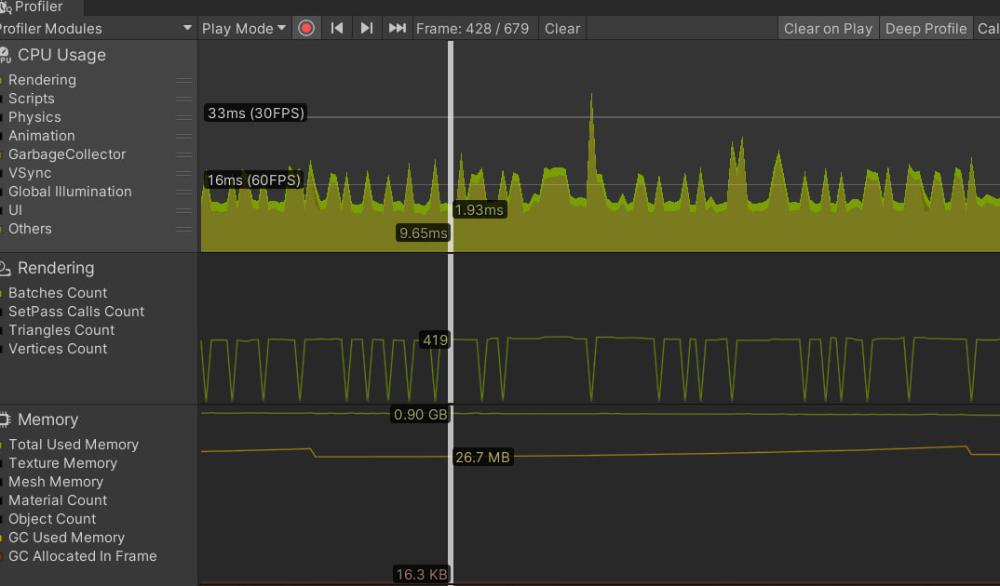 Profiler
Profiler Modules Play Mode Frame: 428 / 679 Clear Clear on Play Deep Profile Cal
CPU Usage
Rendering
Scripts
Physics
Animation
GarbageCollector
VSync
Global Illumination
UI
Others
33ms (30FPS)
16ms (60FPS)
1.93ms
9.65ms
Rendering
Batches Count
SetPass Calls Count
Triangles Count
Vertices Count
419
Memory
Total Used Memory
Texture Memory
Mesh Memory
Material Count
Object Count
GC Used Memory
GC Allocated In Frame
0.90 GB
26.7 MB
16.3 KB